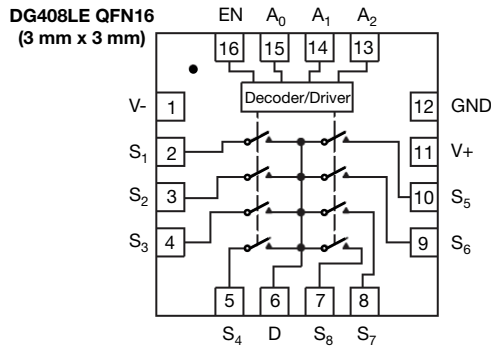 DG408LE QFN16
(3 mm x 3 mm)
EN A₀ A₁ A₂
16 15 14 13
Decoder/Driver
V- 1
12 GND
S₁ 2
11 V+
S₂ 3
10 S₅
S₃ 4
9 S₆
5 6 7 8
S₄ D S₈ S₇